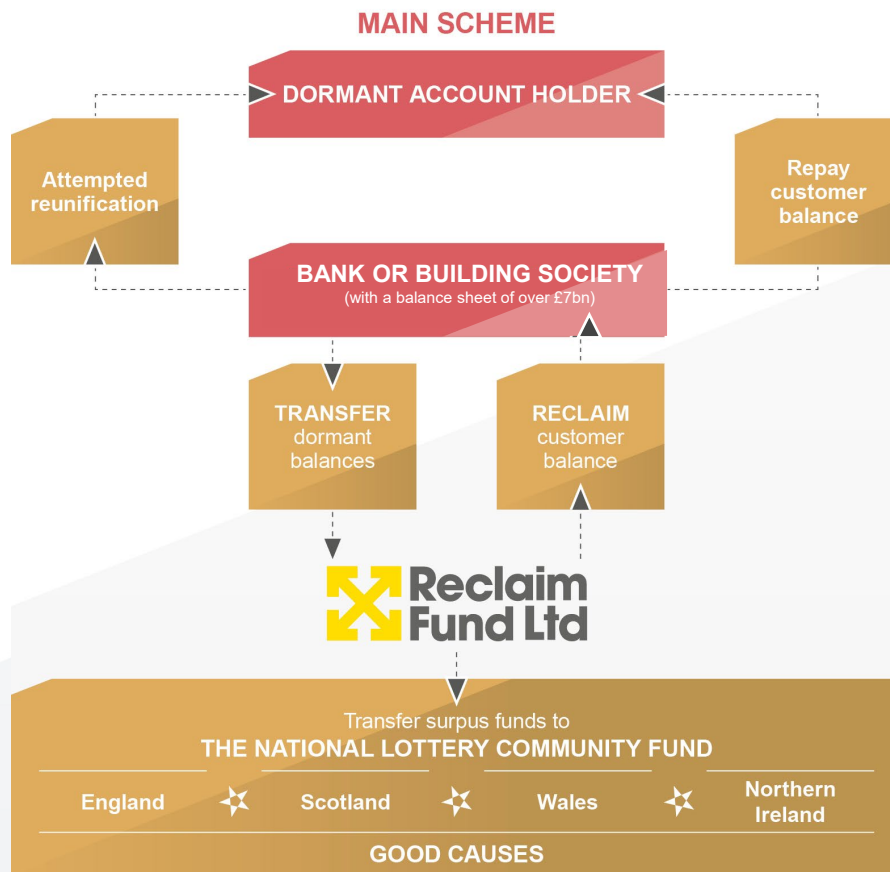 MAIN SCHEME
DORMANT ACCOUNT HOLDER
Attempted
reunification
Repay
customer
balance
BANK OR BUILDING SOCIETY
(with a balance sheet of over £7bn)
TRANSFER
dormant
balances
RECLAIM
customer
balance
Reclaim
Fund Ltd
Transfer surpus funds to
THE NATIONAL LOTTERY COMMUNITY FUND
England
Scotland
Wales
Northern
Ireland
GOOD CAUSES